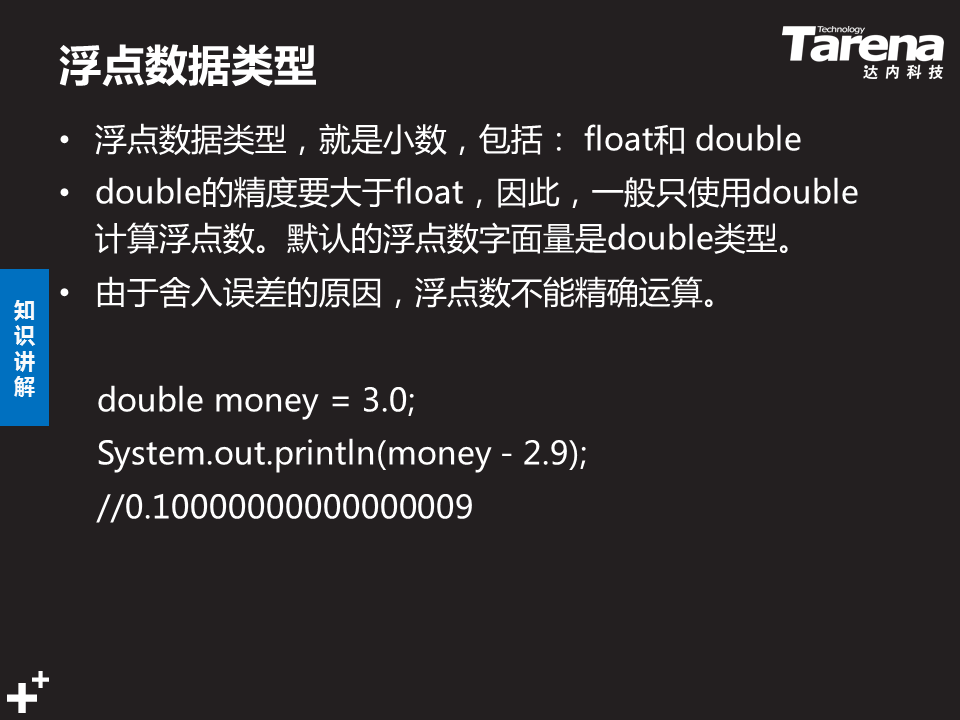 浮点数据类型
Technology
Tarena
达内科技
• 浮点数据类型，就是小数，包括： float和 double
• double的精度要大于float，因此，一般只使用double
计算浮点数。默认的浮点数字面量是double类型。
• 由于舍入误差的原因，浮点数不能精确运算。
知
识
讲
解
double money = 3.0;
System.out.println(money - 2.9);
//0.10000000000000009